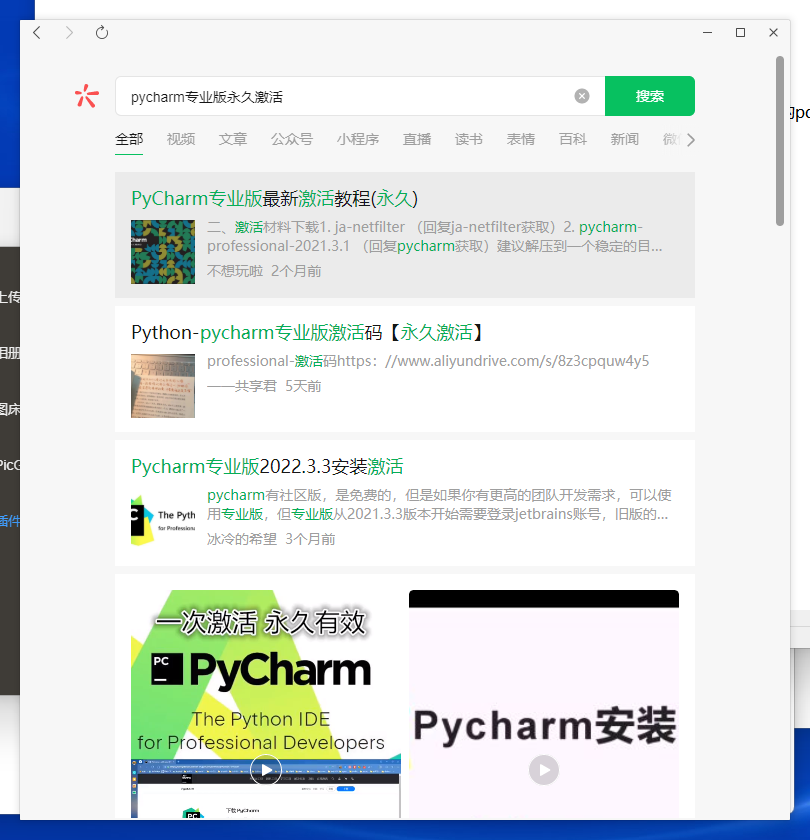 pycharm专业版永久激活
搜索
全部 视频 文章 公众号 小程序 直播 读书 表情 百科 新闻
PyCharm专业版最新激活教程(永久)
二、激活材料下载1. ja-netfilter （回复ja-netfilter获取）2. pycharm-
professional-2021.3.1 （回复pycharm获取）建议解压到一个稳定的目...
不想玩啦 2个月前
Python-pycharm专业版激活码【永久激活】
professional-激活码https：//www.aliyundrive.com/s/8z3cpquw4y5
——共享君 5天前
Pycharm专业版2022.3.3安装激活
pycharm有社区版，是免费的，但是如果你有更高的团队开发需求，可以使
用专业版，但专业版从2021.3.3版本开始需要登录jetbrains账号，旧版的...
冰冷的希望 3个月前
The Pyth
for Profession
一次激活 永久有效
PC PyCharm
The Python IDE
for Professional Developers
下载 PyCharm
Pycharm安装
上传
相册
图床
PicG
插件